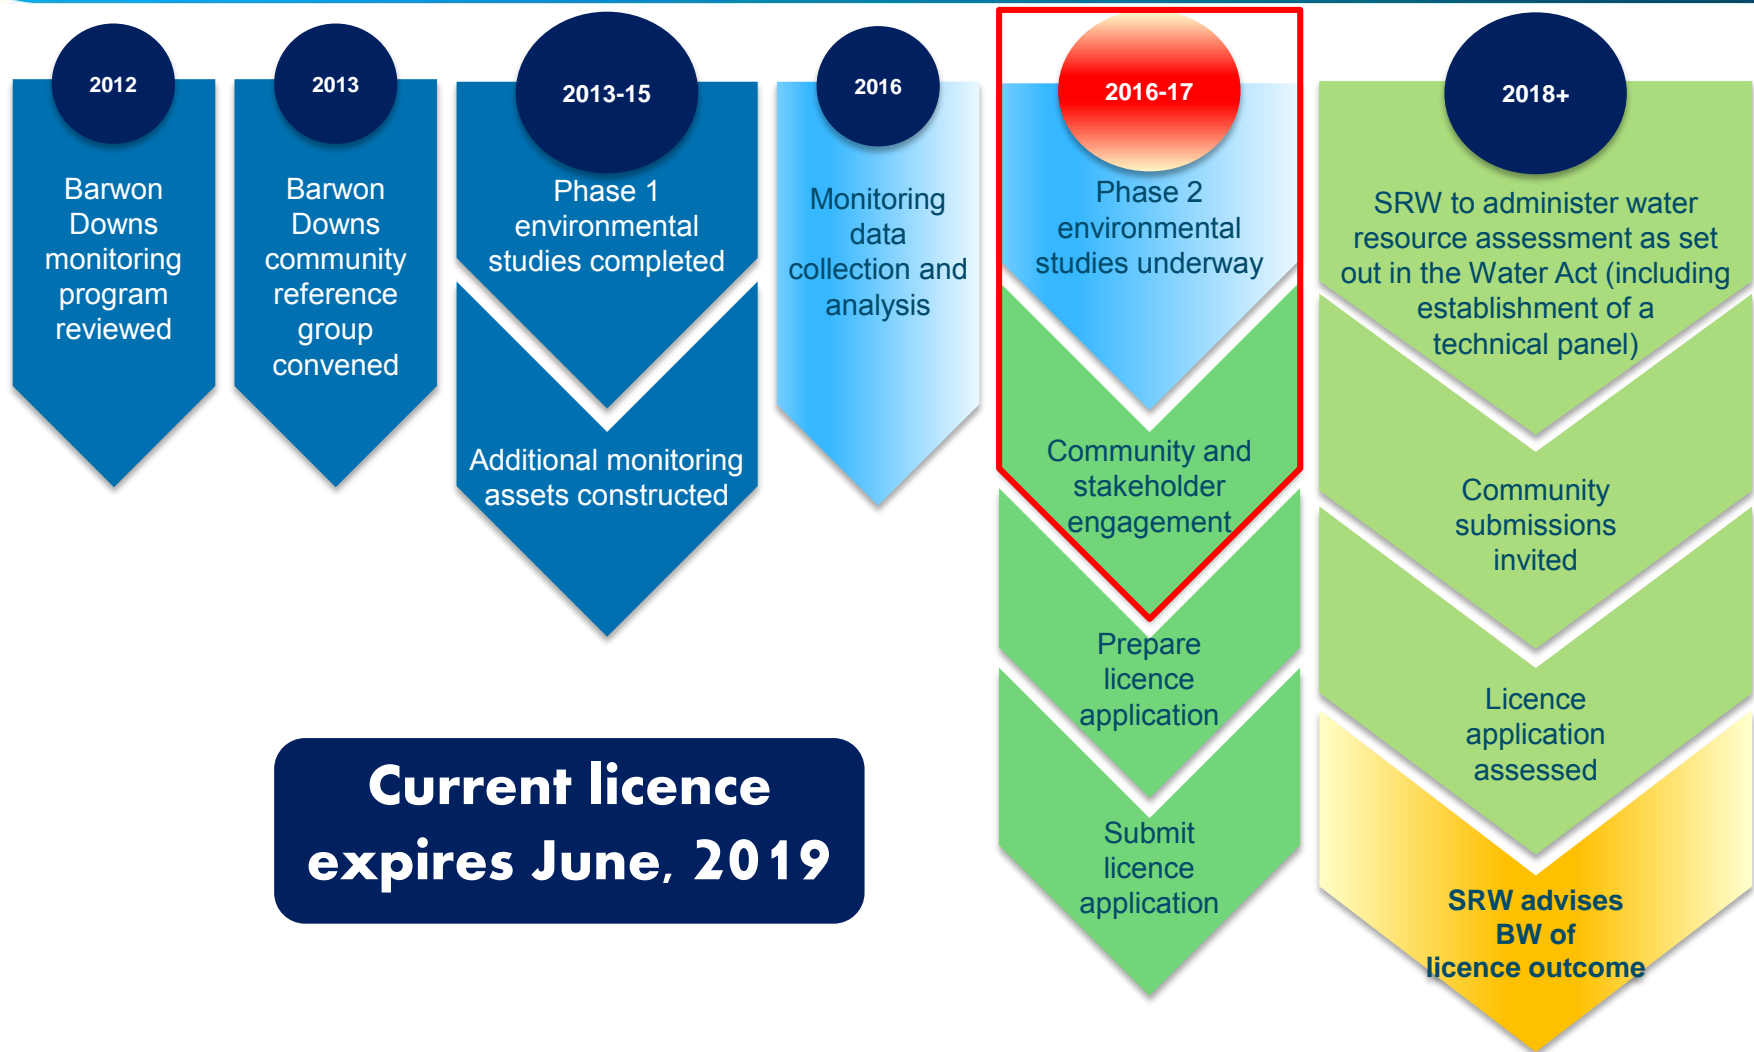 2012
Barwon
Downs
monitoring
program
reviewed
2013
Barwon
Downs
community
reference
group
convened
2013-15
Phase 1
environmental
studies completed
Additional monitoring
assets constructed
2016
Monitoring
data
collection and
analysis
2016-17
Phase 2
environmental
studies underway
Community and
stakeholder
engagement
Prepare
licence
application
Submit
licence
application
2018+
SRW to administer water
resource assessment as set
out in the Water Act (including
establishment of a
technical panel)
Community
submissions
invited
Licence
application
assessed
SRW advises
BW of
licence outcome
Current licence
expires June, 2019